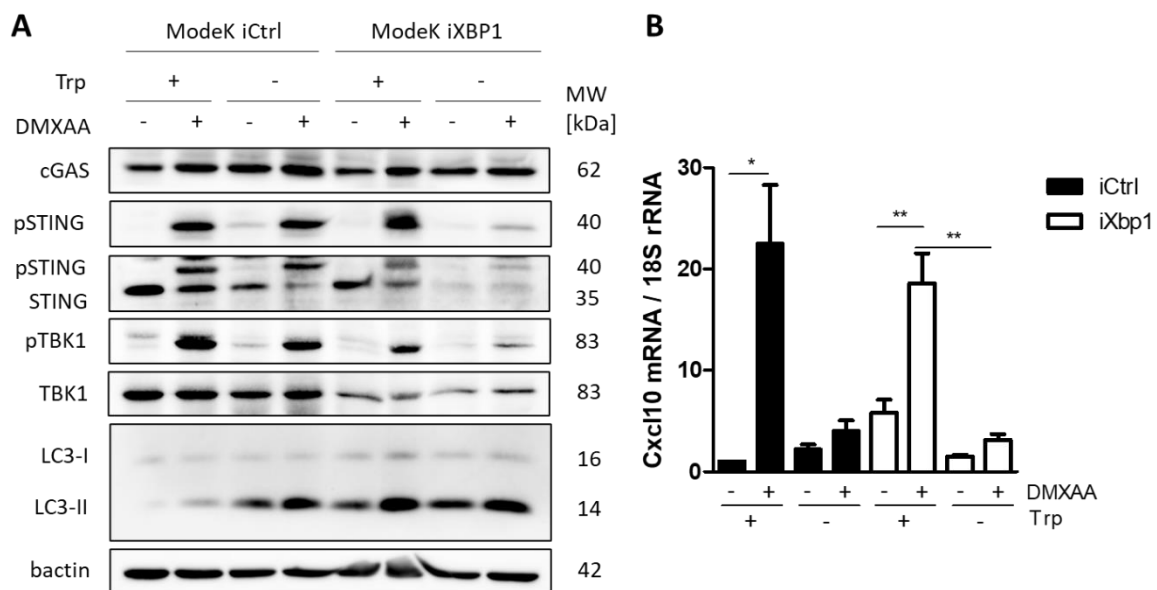 A
ModeK iCtrl ModeK iXBP1
Trp + - + -
MW
[kDa]
DMXAA - + - + - + - +
cGAS 62
pSTING 40
pSTING 40
STING 35
pTBK1 83
TBK1 83
LC3-I 16
LC3-II 14
bactin 42
B
Cxcl10 mRNA / 18S rRNA
30
20
10
0
* ** **
iCtrl
iXbp1
- + - + - + - + DMXAA
+ - + - Trp